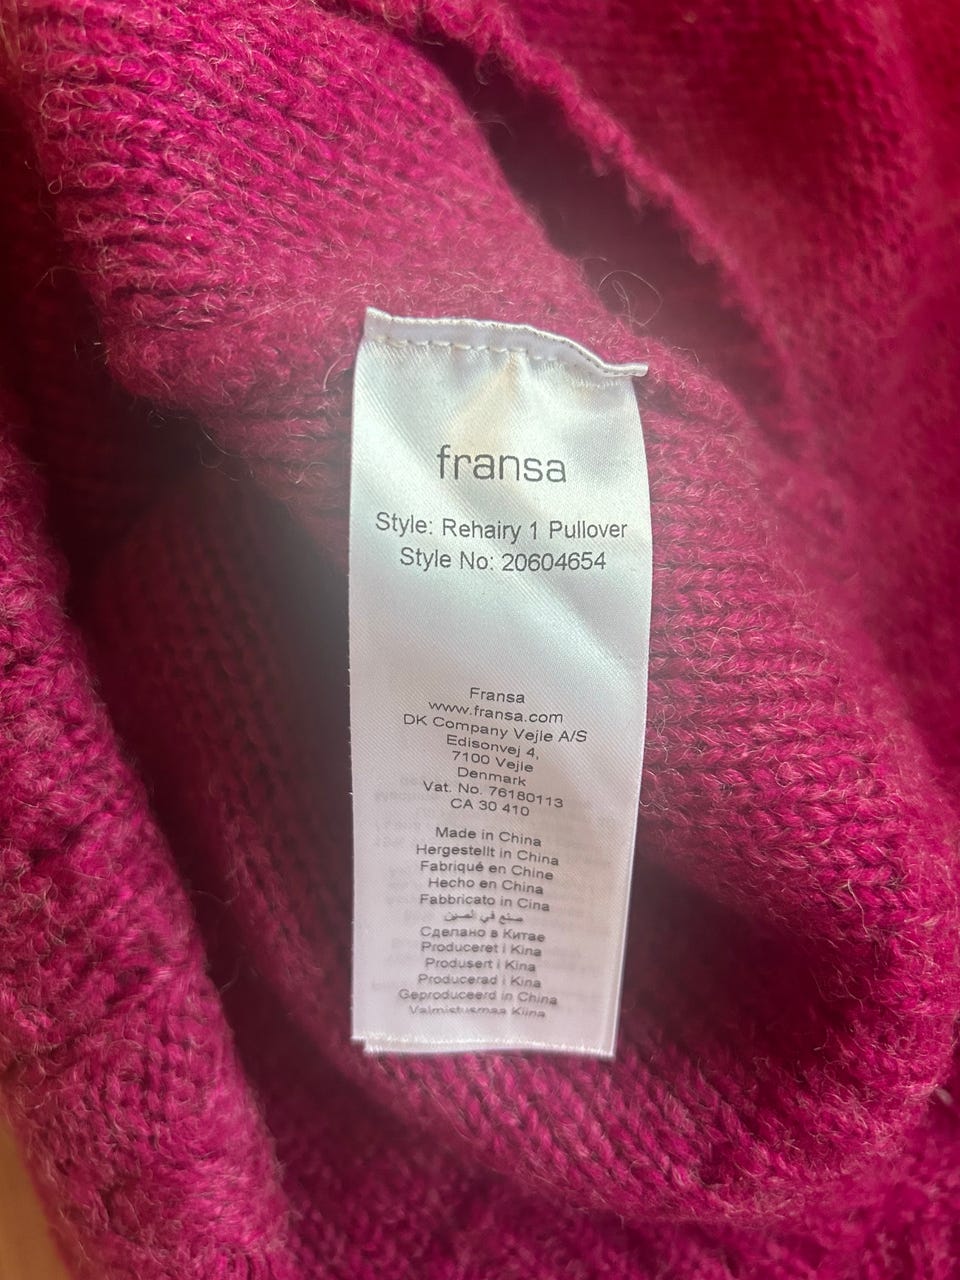 fransa
Style: Rehairy 1 Pullover
Style No: 20604654
Fransa
www.fransa.com
DK Company Vejle A/S
Edisonvej 4,
7100 Vejle
Denmark
Vat. No. 76180113
CA 30 410
Made in China
Hergestellt in China
Fabriqué en Chine
Hecho en China
Fabbricato in Cina
صنع في الصين
Сделано в Китае
Produceret i Kina
Produsert i Kina
Producerad i Kina
Geproduceerd in China
Valmistusmaa Kiina